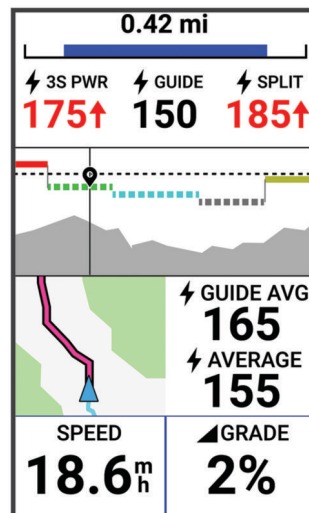 0.42 mi
3S PWR GUIDE SPLIT
175↑ 150 185↑
GUIDE AVG
165
AVERAGE
155
SPEED GRADE
18.6 m/h 2%